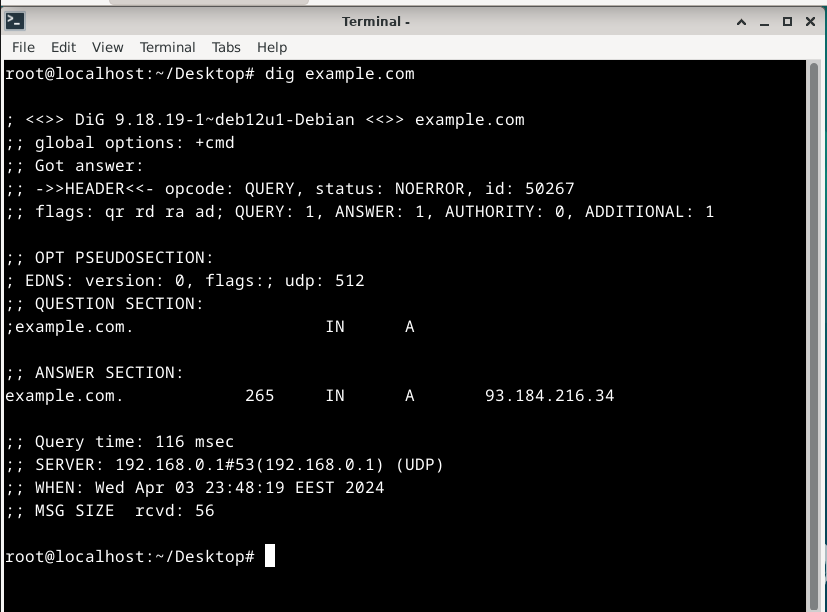 Terminal -
File Edit View Terminal Tabs Help
root@localhost:~/Desktop# dig example.com
; <<>> DiG 9.18.19-1~deb12u1-Debian <<>> example.com
;; global options: +cmd
;; Got answer:
;; ->>HEADER<<- opcode: QUERY, status: NOERROR, id: 50267
;; flags: qr rd ra ad; QUERY: 1, ANSWER: 1, AUTHORITY: 0, ADDITIONAL: 1
;; OPT PSEUDOSECTION:
; EDNS: version: 0, flags:; udp: 512
;; QUESTION SECTION:
;example.com. IN A
;; ANSWER SECTION:
example.com. 265 IN A 93.184.216.34
;; Query time: 116 msec
;; SERVER: 192.168.0.1#53(192.168.0.1) (UDP)
;; WHEN: Wed Apr 03 23:48:19 EEST 2024
;; MSG SIZE  rcvd: 56
root@localhost:~/Desktop#